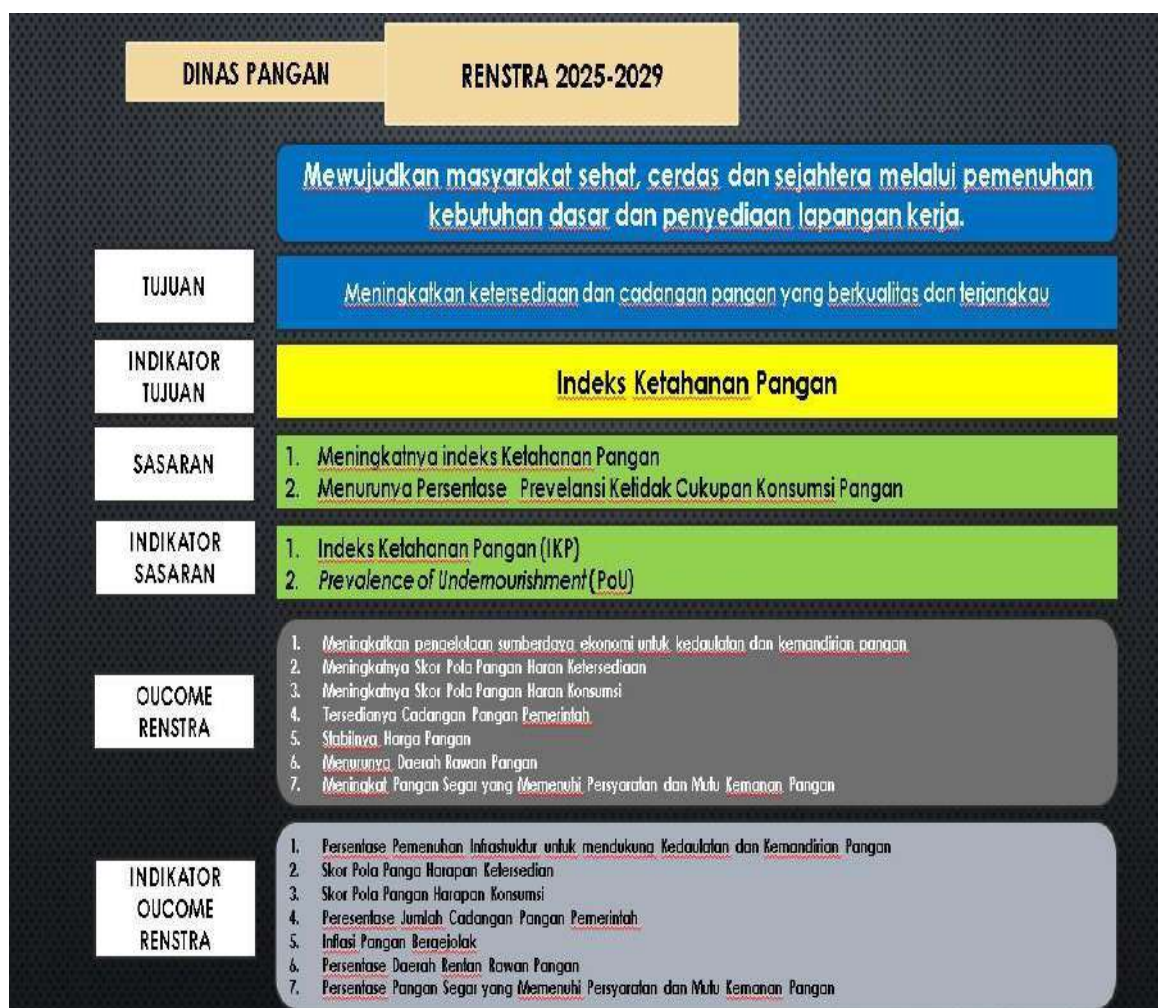 DINAS PANGAN
RENSTRA 2025-2029
Mewujudkan masyarakat sehat, cerdas dan sejahtera melalui pemenuhan
kebutuhan dasar dan penyediaan lapangan kerja.
TUJUAN
Meningkatkan ketersediaan dan cadangan pangan yang berkualitas dan terjangkau
INDIKATOR
TUJUAN
Indeks Ketahanan Pangan
SASARAN
1. Meningkatnya indeks Ketahanan Pangan
2. Menurunya Persentase Prevelansi Ketidak Cukupan Konsumsi Pangan
INDIKATOR
SASARAN
1. Indeks Ketahanan Pangan (IKP)
2. Prevalence of Undernourishment (PoU)
OUCOME
RENSTRA
1. Meningkatkan pengelolaan sumberdaya ekonomi untuk kedaulatan dan kemandirian pangan
2. Meningkatnya Skor Pola Pangan Haran Ketersediaan
3. Meningkatnya Skor Pola Pangan Haran Konsumsi
4. Tersedianya Cadangan Pangan Pemerintah
5. Stabilnya Harga Pangan
6. Menurunya Daerah Rawan Pangan
7. Meningkat Pangan Segar yang Memenuhi Persyaratan dan Mutu Kemanan Pangan
INDIKATOR
OUCOME
RENSTRA
1. Persentase Pemenuhan Infrastruktur untuk mendukung Kedaulatan dan Kemandirian Pangan
2. Skor Pola Panga Harapan Ketersedian
3. Skor Pola Pangan Harapan Konsumsi
4. Peresentase Jumlah Cadangan Pangan Pemerintah
5. Inflasi Pangan Bergejolak
6. Persentase Daerah Rentan Rawan Pangan
7. Persentase Pangan Segar yang Memenuhi Persyaratan dan Mutu Kemanan Pangan